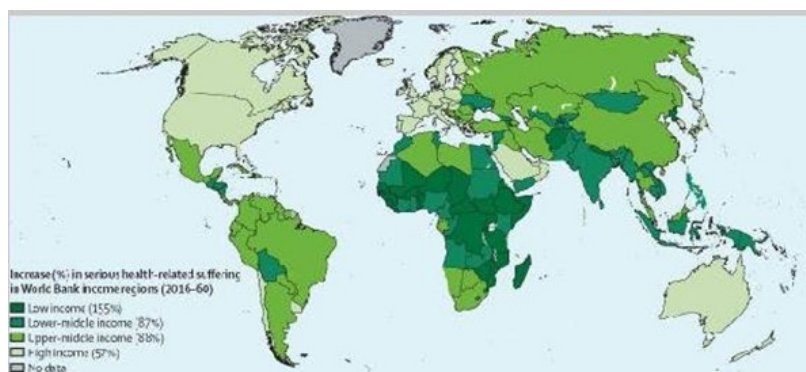 Increase (%) in serious health-related suffering
in World Bank income regions (2016–60)
Low income (155%)
Lower-middle income (87%)
Upper-middle income (88%)
High income (57%)
No data